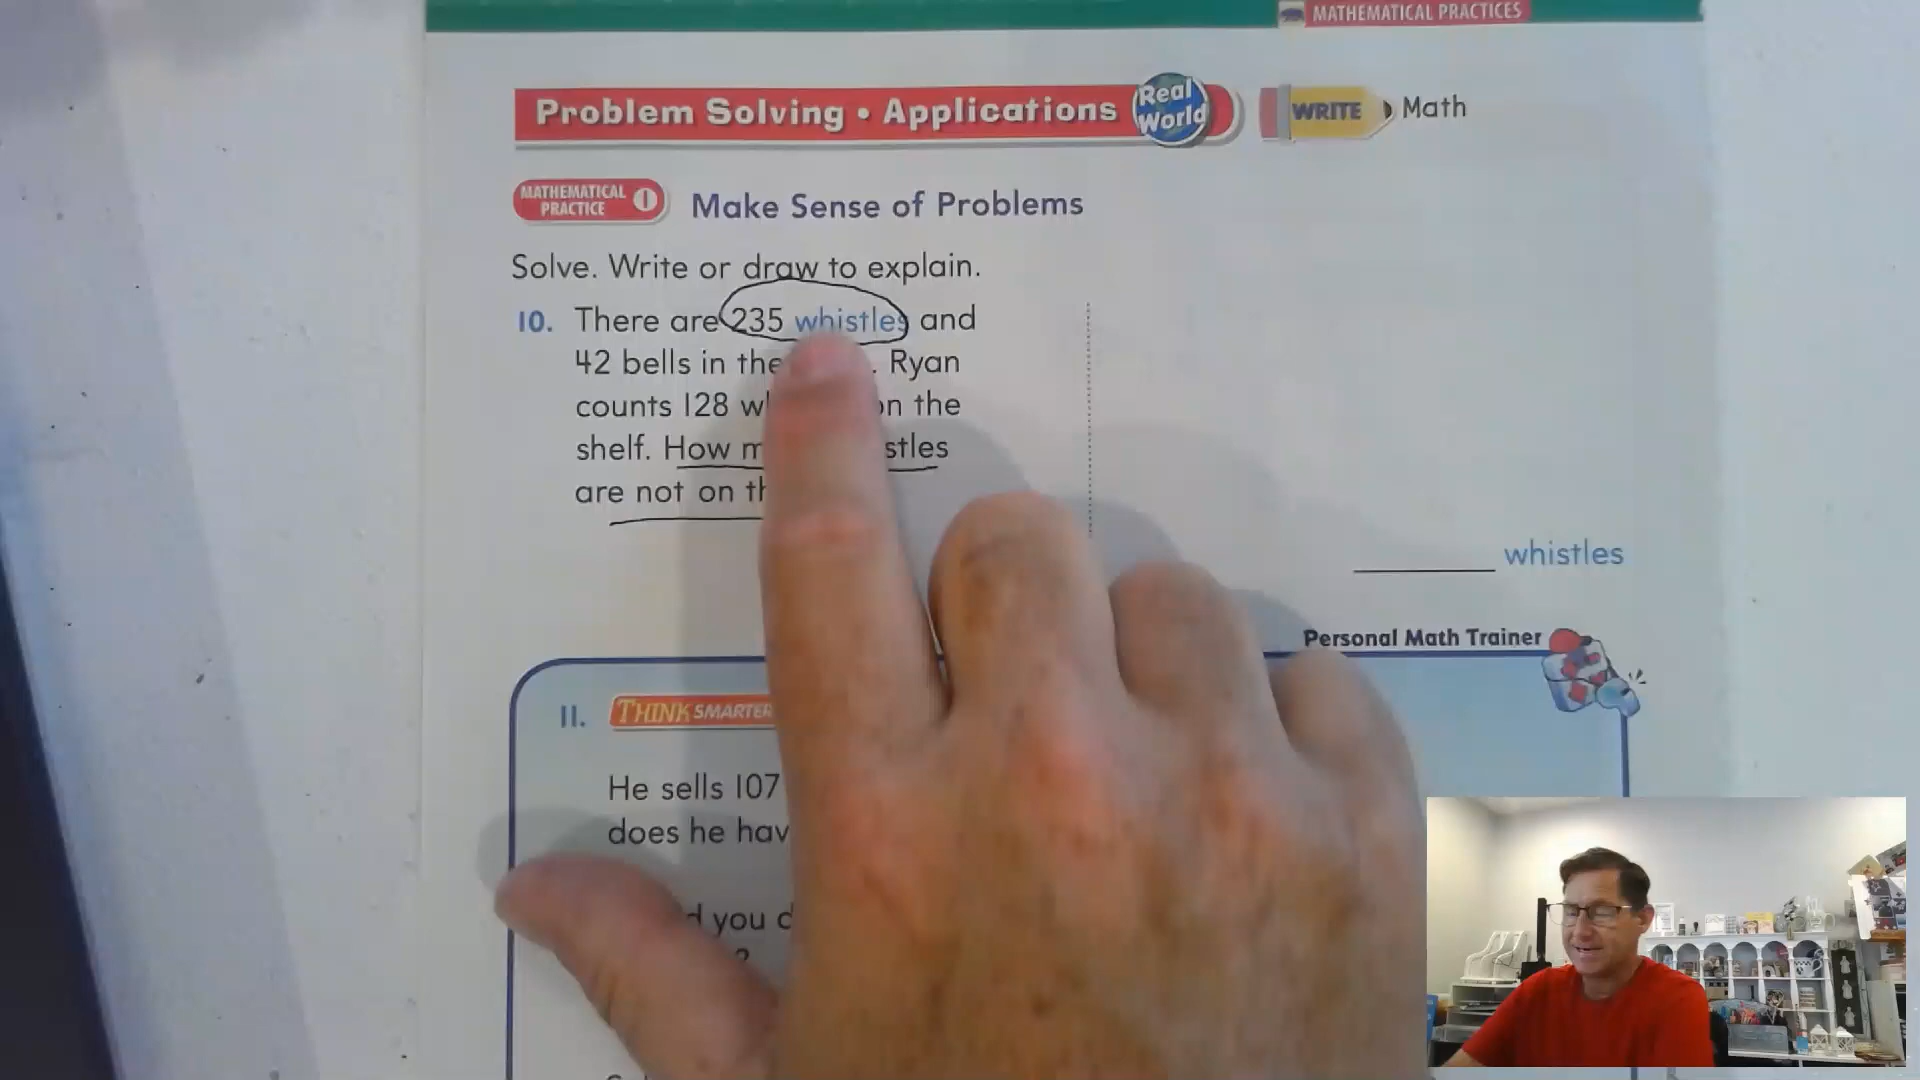 MATHEMATICAL PRACTICES
Problem Solving • Applications Real World WRITE Math
MATHEMATICAL PRACTICE 1 Make Sense of Problems
Solve. Write or draw to explain.
10. There are 235 whistles and
42 bells in the Ryan
counts 128 on the
shelf. How
are not on
whistles
Personal Math Trainer
11. THINK SMARTER
He sells 107
does he
you
?